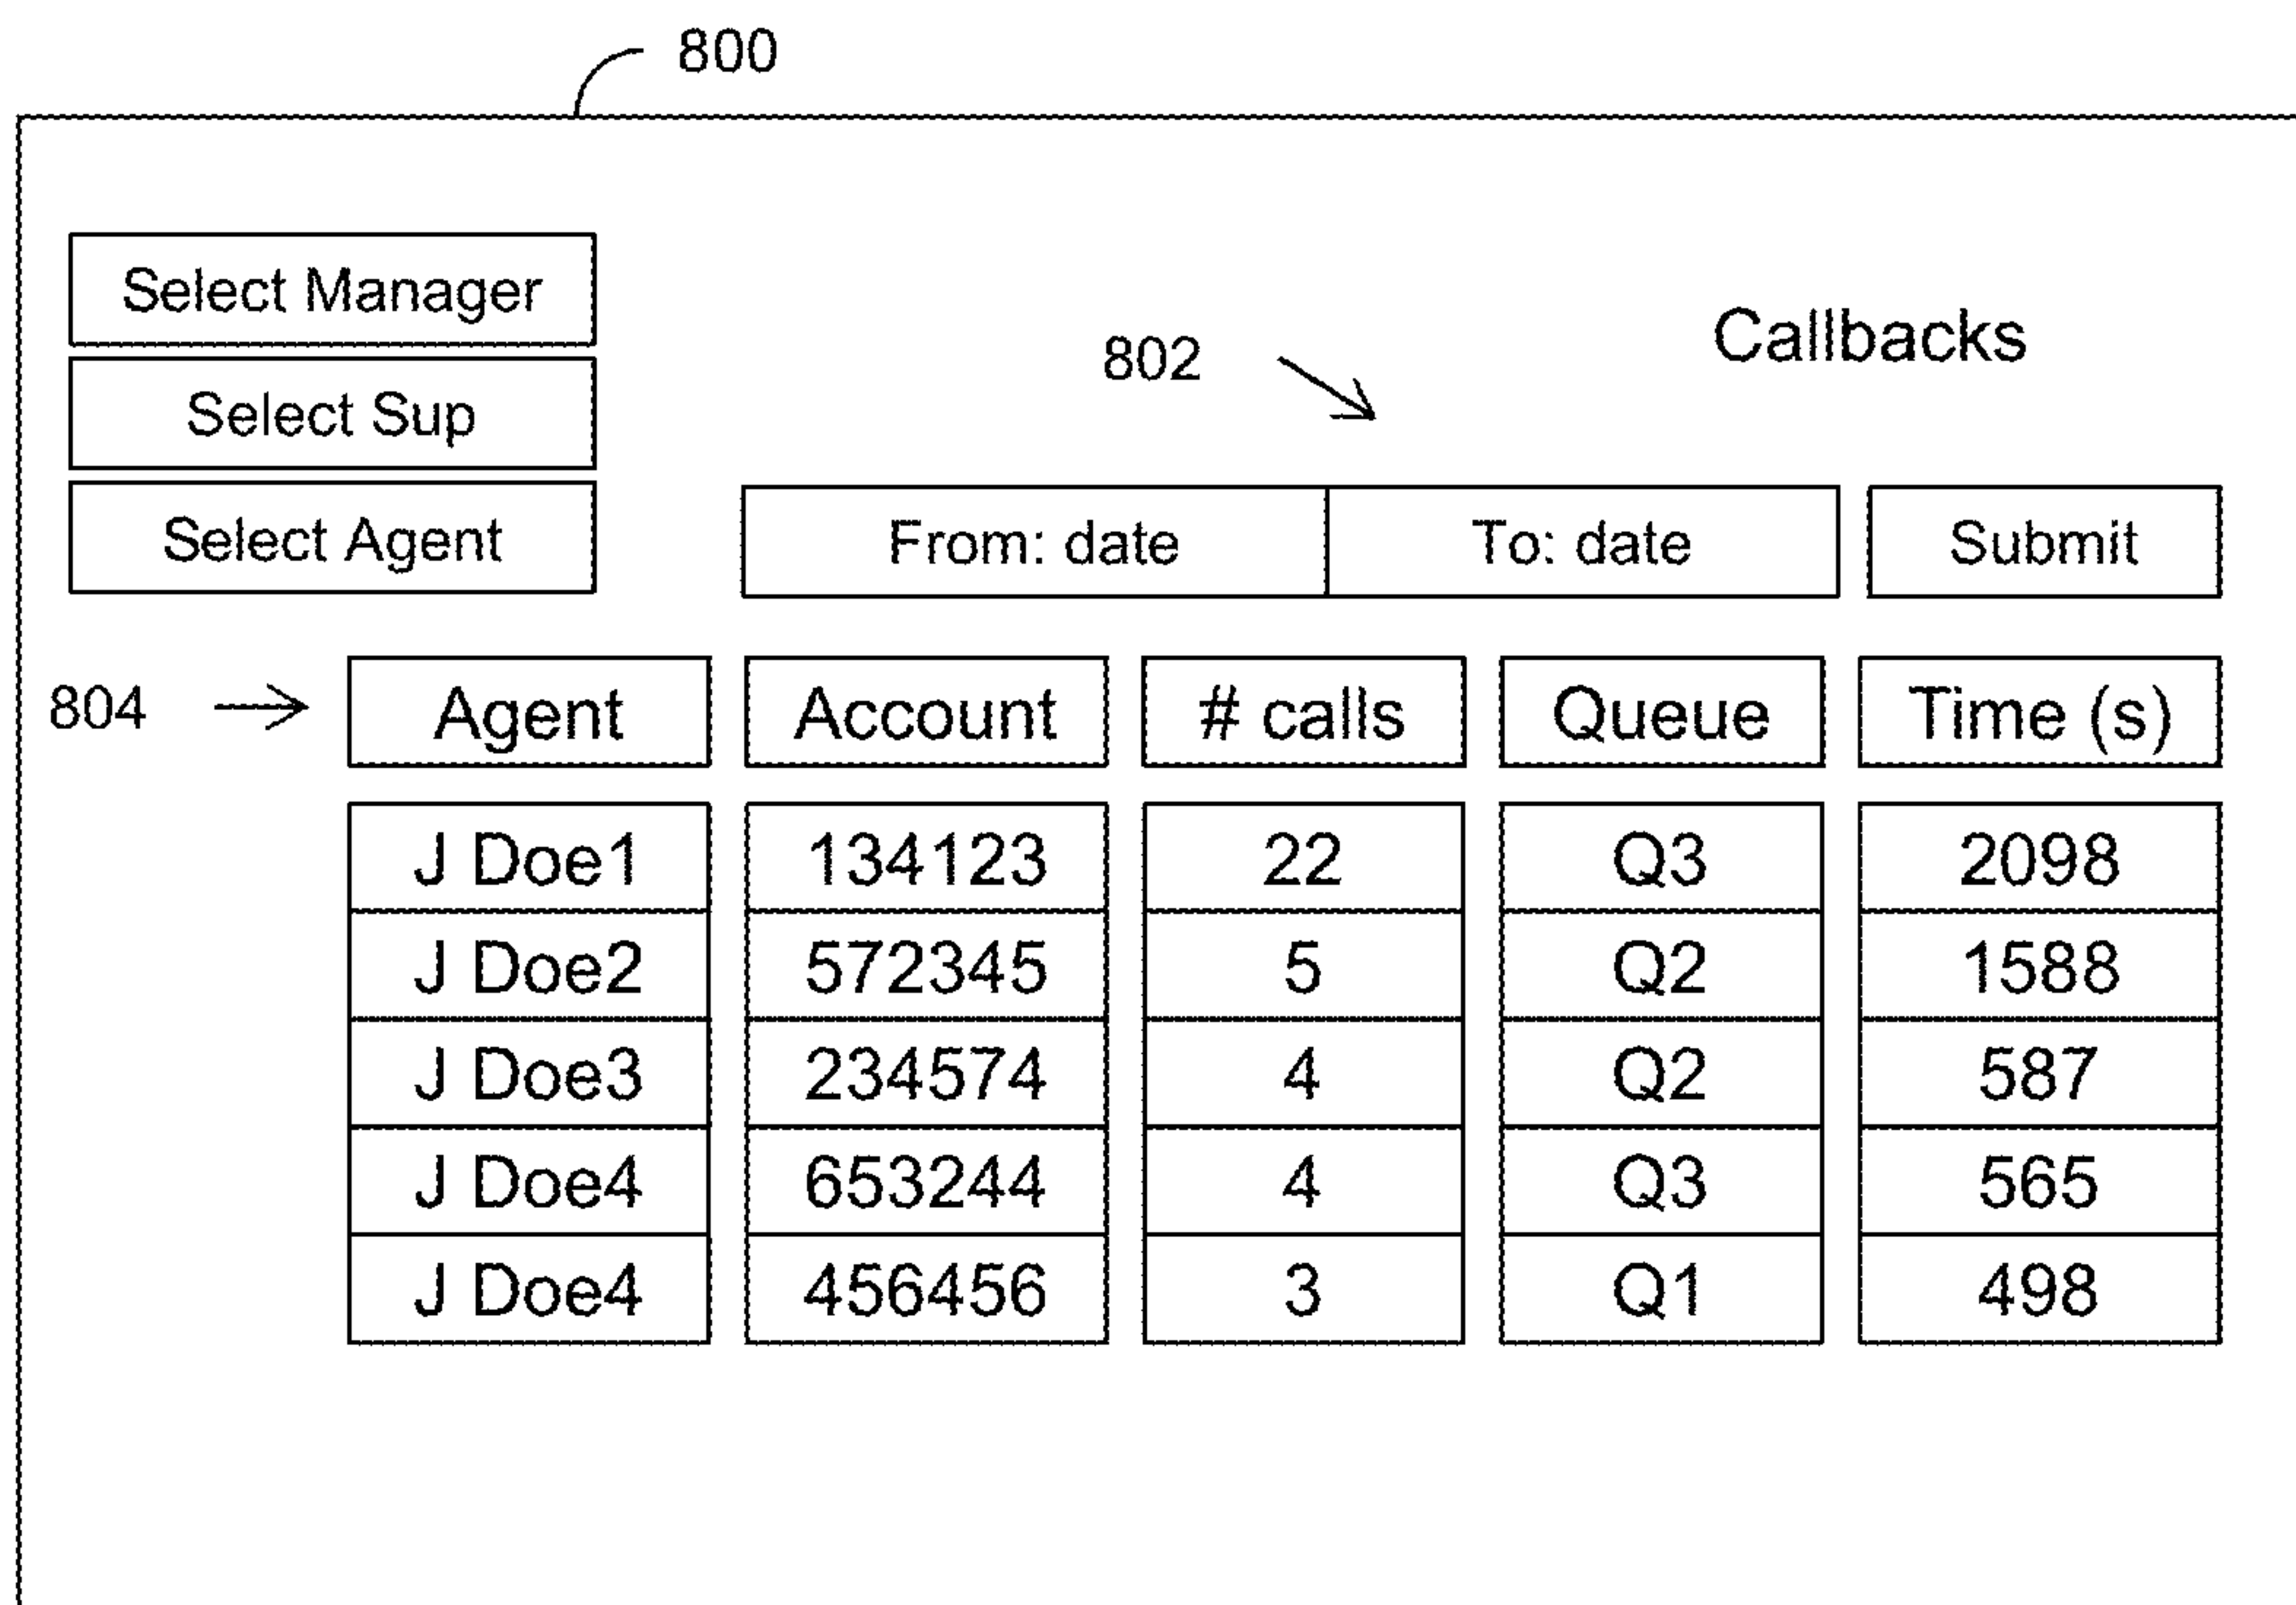 800
Select Manager
Callbacks
802
Select Sup
Select Agent
From: date To: date Submit
804 Agent Account # calls Queue Time (s)
J Doe1 134123 22 Q3 2098
J Doe2 572345 5 Q2 1588
J Doe3 234574 4 Q2 587
J Doe4 653244 4 Q3 565
J Doe4 456456 3 Q1 498